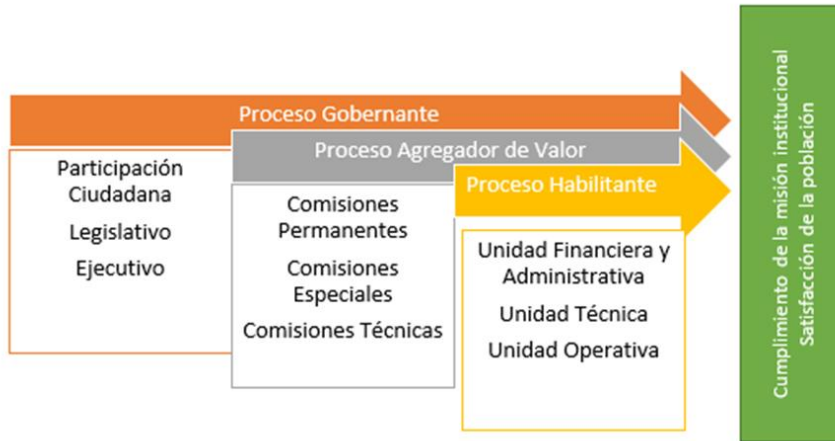 Proceso Gobernante
Participación
Ciudadana
Legislativo
Ejecutivo
Proceso Agregador de Valor
Comisiones
Permanentes
Comisiones
Especiales
Comisiones Técnicas
Proceso Habilitante
Unidad Financiera y
Administrativa
Unidad Técnica
Unidad Operativa
Cumplimiento de la misión institucional
Satisfacción de la población